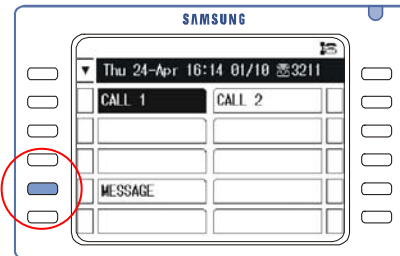 SAMSUNG
Thu 24-Apr 16:14 01/10 ☏3211
CALL 1 CALL 2
MESSAGE